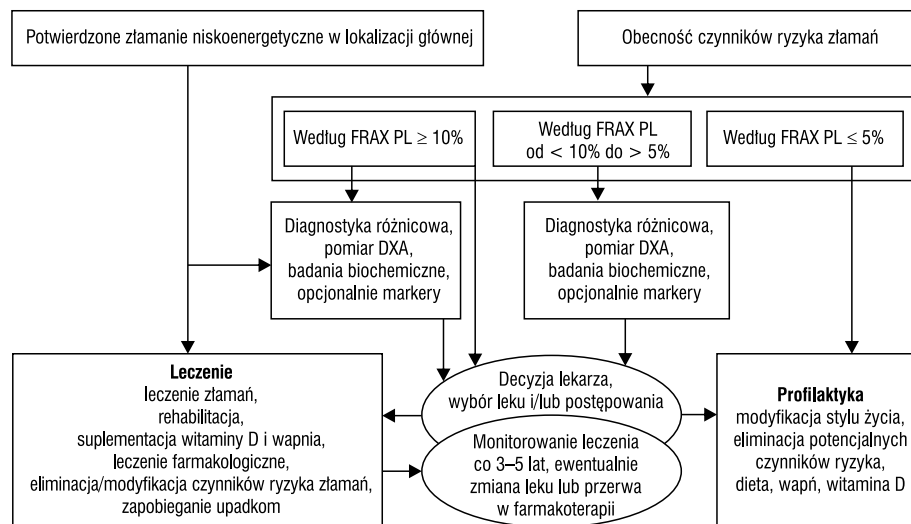 Potwierdzone złamanie niskoenergetyczne w lokalizacji głównej
Obecność czynników ryzyka złamań
Według FRAX PL ≥ 10%
Według FRAX PL
od < 10% do > 5%
Według FRAX PL ≤ 5%
Diagnostyka różnicowa,
pomiar DXA,
badania biochemiczne,
opcjonalnie markery
Diagnostyka różnicowa,
pomiar DXA,
badania biochemiczne,
opcjonalnie markery
Leczenie
leczenie złamań,
rehabilitacja,
suplementacja witaminy D i wapnia,
leczenie farmakologiczne,
eliminacja/modyfikacja czynników ryzyka złamań,
zapobieganie upadkom
Decyzja lekarza,
wybór leku i/lub postępowania
Monitorowanie leczenia
co 3–5 lat, ewentualnie
zmiana leku lub przerwa
w farmakoterapii
Profilaktyka
modyfikacja stylu życia,
eliminacja potencjalnych
czynników ryzyka,
dieta, wapń, witamina D